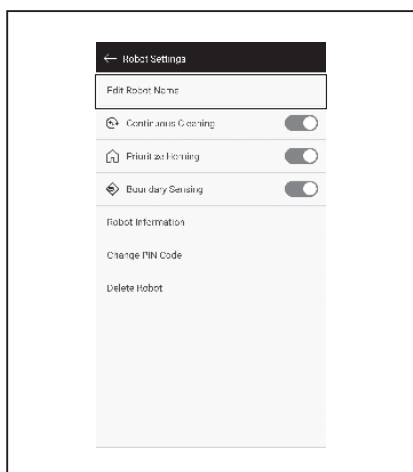 Robot Settings
Edit Robot Name
Continuous Cleaning
Prioritize Homing
Boundary Sensing
Robot Information
Change PIN Code
Delete Robot